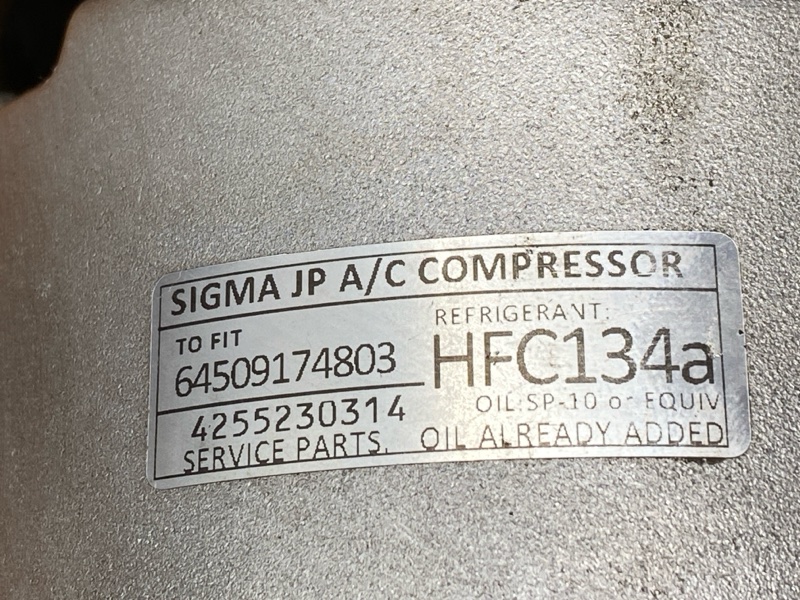 SIGMA JP A/C COMPRESSOR
TO FIT
64509174803
4255230314
SERVICE PARTS.
REFRIGERANT:
HFC134a
OIL:SP-10 or EQUIV
OIL ALREADY ADDED